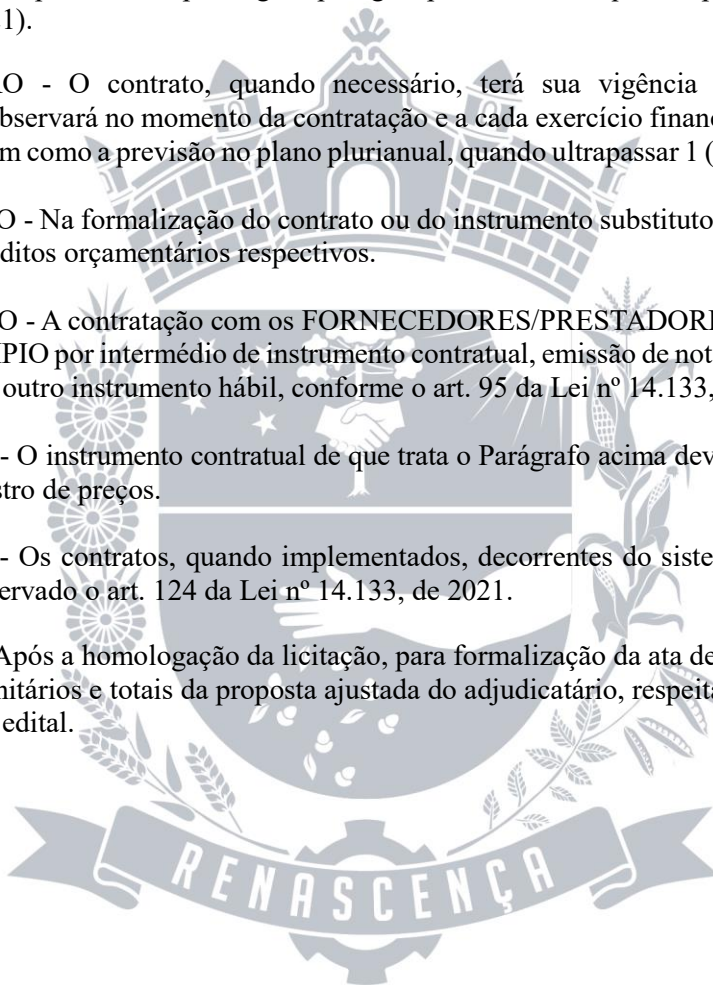 1).
O - O contrato, quando necessário, terá sua vigência
bservará no momento da contratação e a cada exercício finan
m como a previsão no plano plurianual, quando ultrapassar 1 (
O - Na formalização do contrato ou do instrumento substituto
ditos orçamentários respectivos.
O - A contratação com os FORNECEDORES/PRESTADOR
IPIO por intermédio de instrumento contratual, emissão de not
outro instrumento hábil, conforme o art. 95 da Lei nº 14.133,
- O instrumento contratual de que trata o Parágrafo acima dev
stro de preços.
- Os contratos, quando implementados, decorrentes do siste
ervado o art. 124 da Lei nº 14.133, de 2021.
Após a homologação da licitação, para formalização da ata de
nitários e totais da proposta ajustada do adjudicatário, respeit
edital.
RENASCENÇA